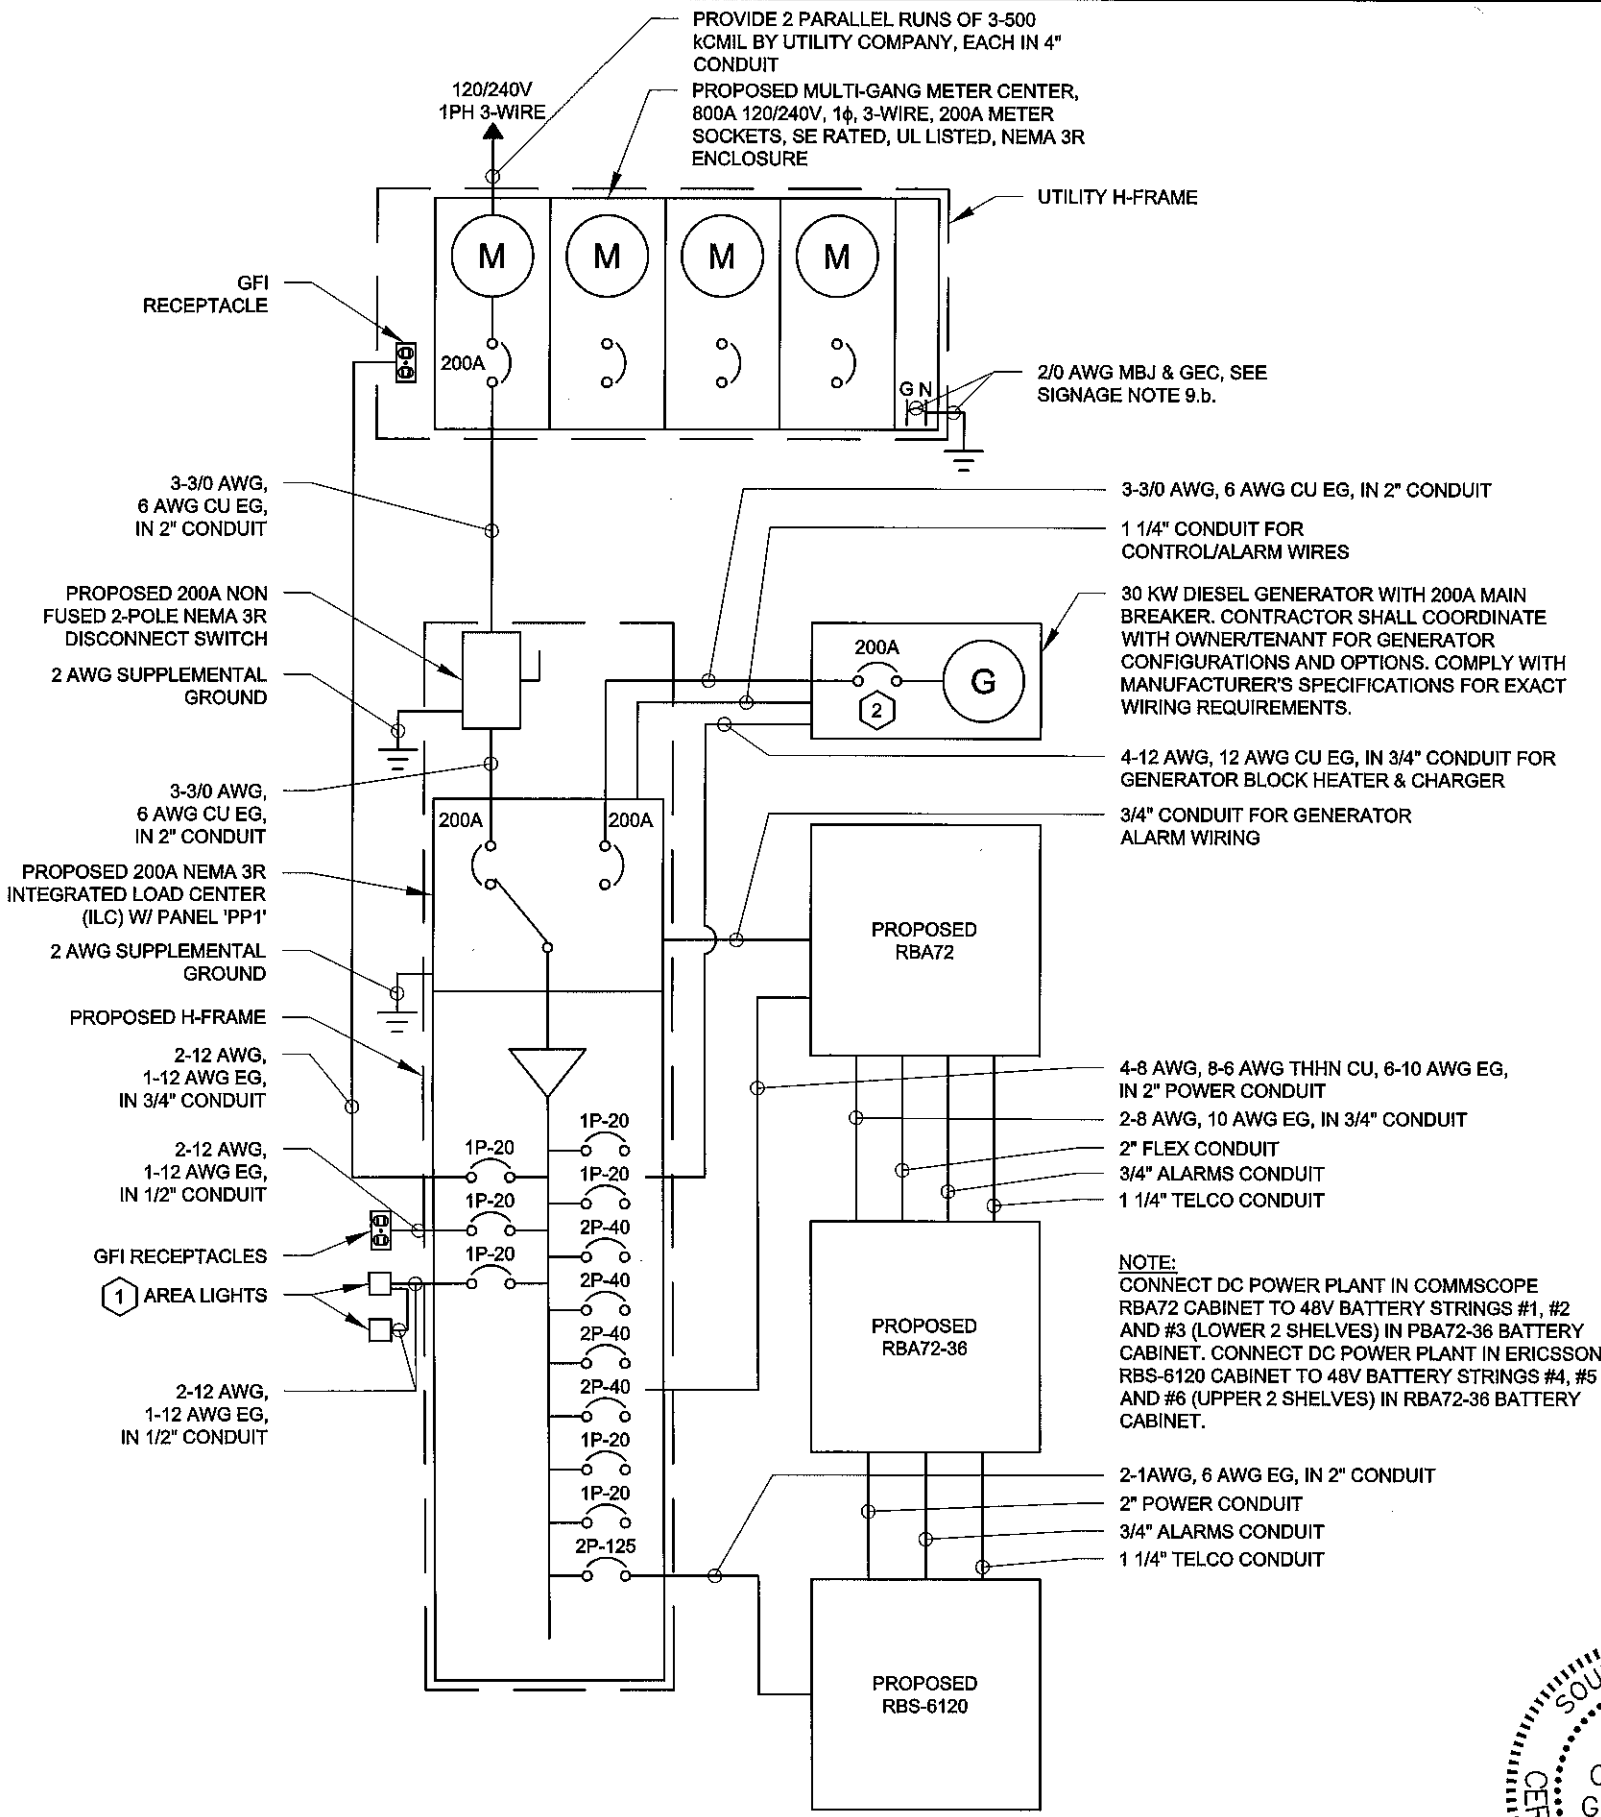 PROVIDE 2 PARALLEL RUNS OF 3-500
kCMIL BY UTILITY COMPANY, EACH IN 4"
CONDUIT
120/240V
1PH 3-WIRE
PROPOSED MULTI-GANG METER CENTER,
800A 120/240V, 1ϕ, 3-WIRE, 200A METER
SOCKETS, SE RATED, UL LISTED, NEMA 3R
ENCLOSURE
UTILITY H-FRAME
M M M M
GFI
RECEPTACLE
200A
G N
2/0 AWG MBJ & GEC, SEE
SIGNAGE NOTE 9.b.
3-3/0 AWG,
6 AWG CU EG,
IN 2" CONDUIT
3-3/0 AWG, 6 AWG CU EG, IN 2" CONDUIT
1 1/4" CONDUIT FOR
CONTROL/ALARM WIRES
PROPOSED 200A NON
FUSED 2-POLE NEMA 3R
DISCONNECT SWITCH
30 KW DIESEL GENERATOR WITH 200A MAIN
BREAKER. CONTRACTOR SHALL COORDINATE
WITH OWNER/TENANT FOR GENERATOR
CONFIGURATIONS AND OPTIONS. COMPLY WITH
MANUFACTURER'S SPECIFICATIONS FOR EXACT
WIRING REQUIREMENTS.
200A
G
2
2 AWG SUPPLEMENTAL
GROUND
4-12 AWG, 12 AWG CU EG, IN 3/4" CONDUIT FOR
GENERATOR BLOCK HEATER & CHARGER
3-3/0 AWG,
6 AWG CU EG,
IN 2" CONDUIT
200A
200A
3/4" CONDUIT FOR GENERATOR
ALARM WIRING
PROPOSED 200A NEMA 3R
INTEGRATED LOAD CENTER
(ILC) W/ PANEL 'PP1'
PROPOSED
RBA72
2 AWG SUPPLEMENTAL
GROUND
PROPOSED H-FRAME
2-12 AWG,
1-12 AWG EG,
IN 3/4" CONDUIT
4-8 AWG, 8-6 AWG THHN CU, 6-10 AWG EG,
IN 2" POWER CONDUIT
2-8 AWG, 10 AWG EG, IN 3/4" CONDUIT
2" FLEX CONDUIT
3/4" ALARMS CONDUIT
1 1/4" TELCO CONDUIT
2-12 AWG,
1-12 AWG EG,
IN 1/2" CONDUIT
GFI RECEPTACLES
1 AREA LIGHTS
2-12 AWG,
1-12 AWG EG,
IN 1/2" CONDUIT
1P-20
1P-20
1P-20
1P-20
1P-20
2P-40
2P-40
2P-40
2P-40
1P-20
1P-20
2P-125
PROPOSED
RBA72-36
NOTE:
CONNECT DC POWER PLANT IN COMMSCOPE
RBA72 CABINET TO 48V BATTERY STRINGS #1, #2
AND #3 (LOWER 2 SHELVES) IN PBA72-36 BATTERY
CABINET. CONNECT DC POWER PLANT IN ERICSSON
RBS-6120 CABINET TO 48V BATTERY STRINGS #4, #5
AND #6 (UPPER 2 SHELVES) IN RBA72-36 BATTERY
CABINET.
2-1AWG, 6 AWG EG, IN 2" CONDUIT
2" POWER CONDUIT
3/4" ALARMS CONDUIT
1 1/4" TELCO CONDUIT
PROPOSED
RBS-6120